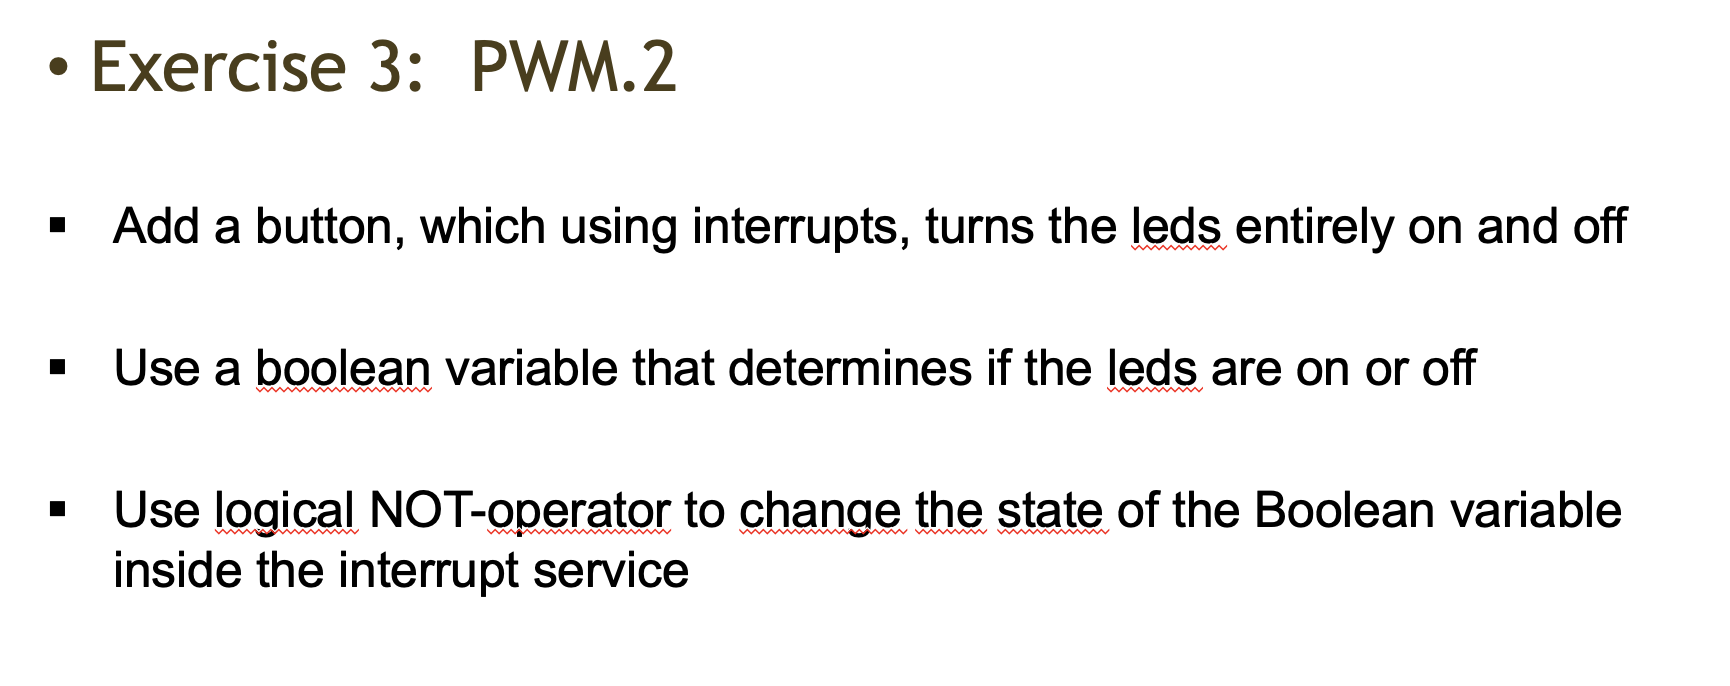 • Exercise 3: PWM.2
▪ Add a button, which using interrupts, turns the leds entirely on and off
▪ Use a boolean variable that determines if the leds are on or off
▪ Use logical NOT-operator to change the state of the Boolean variable
inside the interrupt service